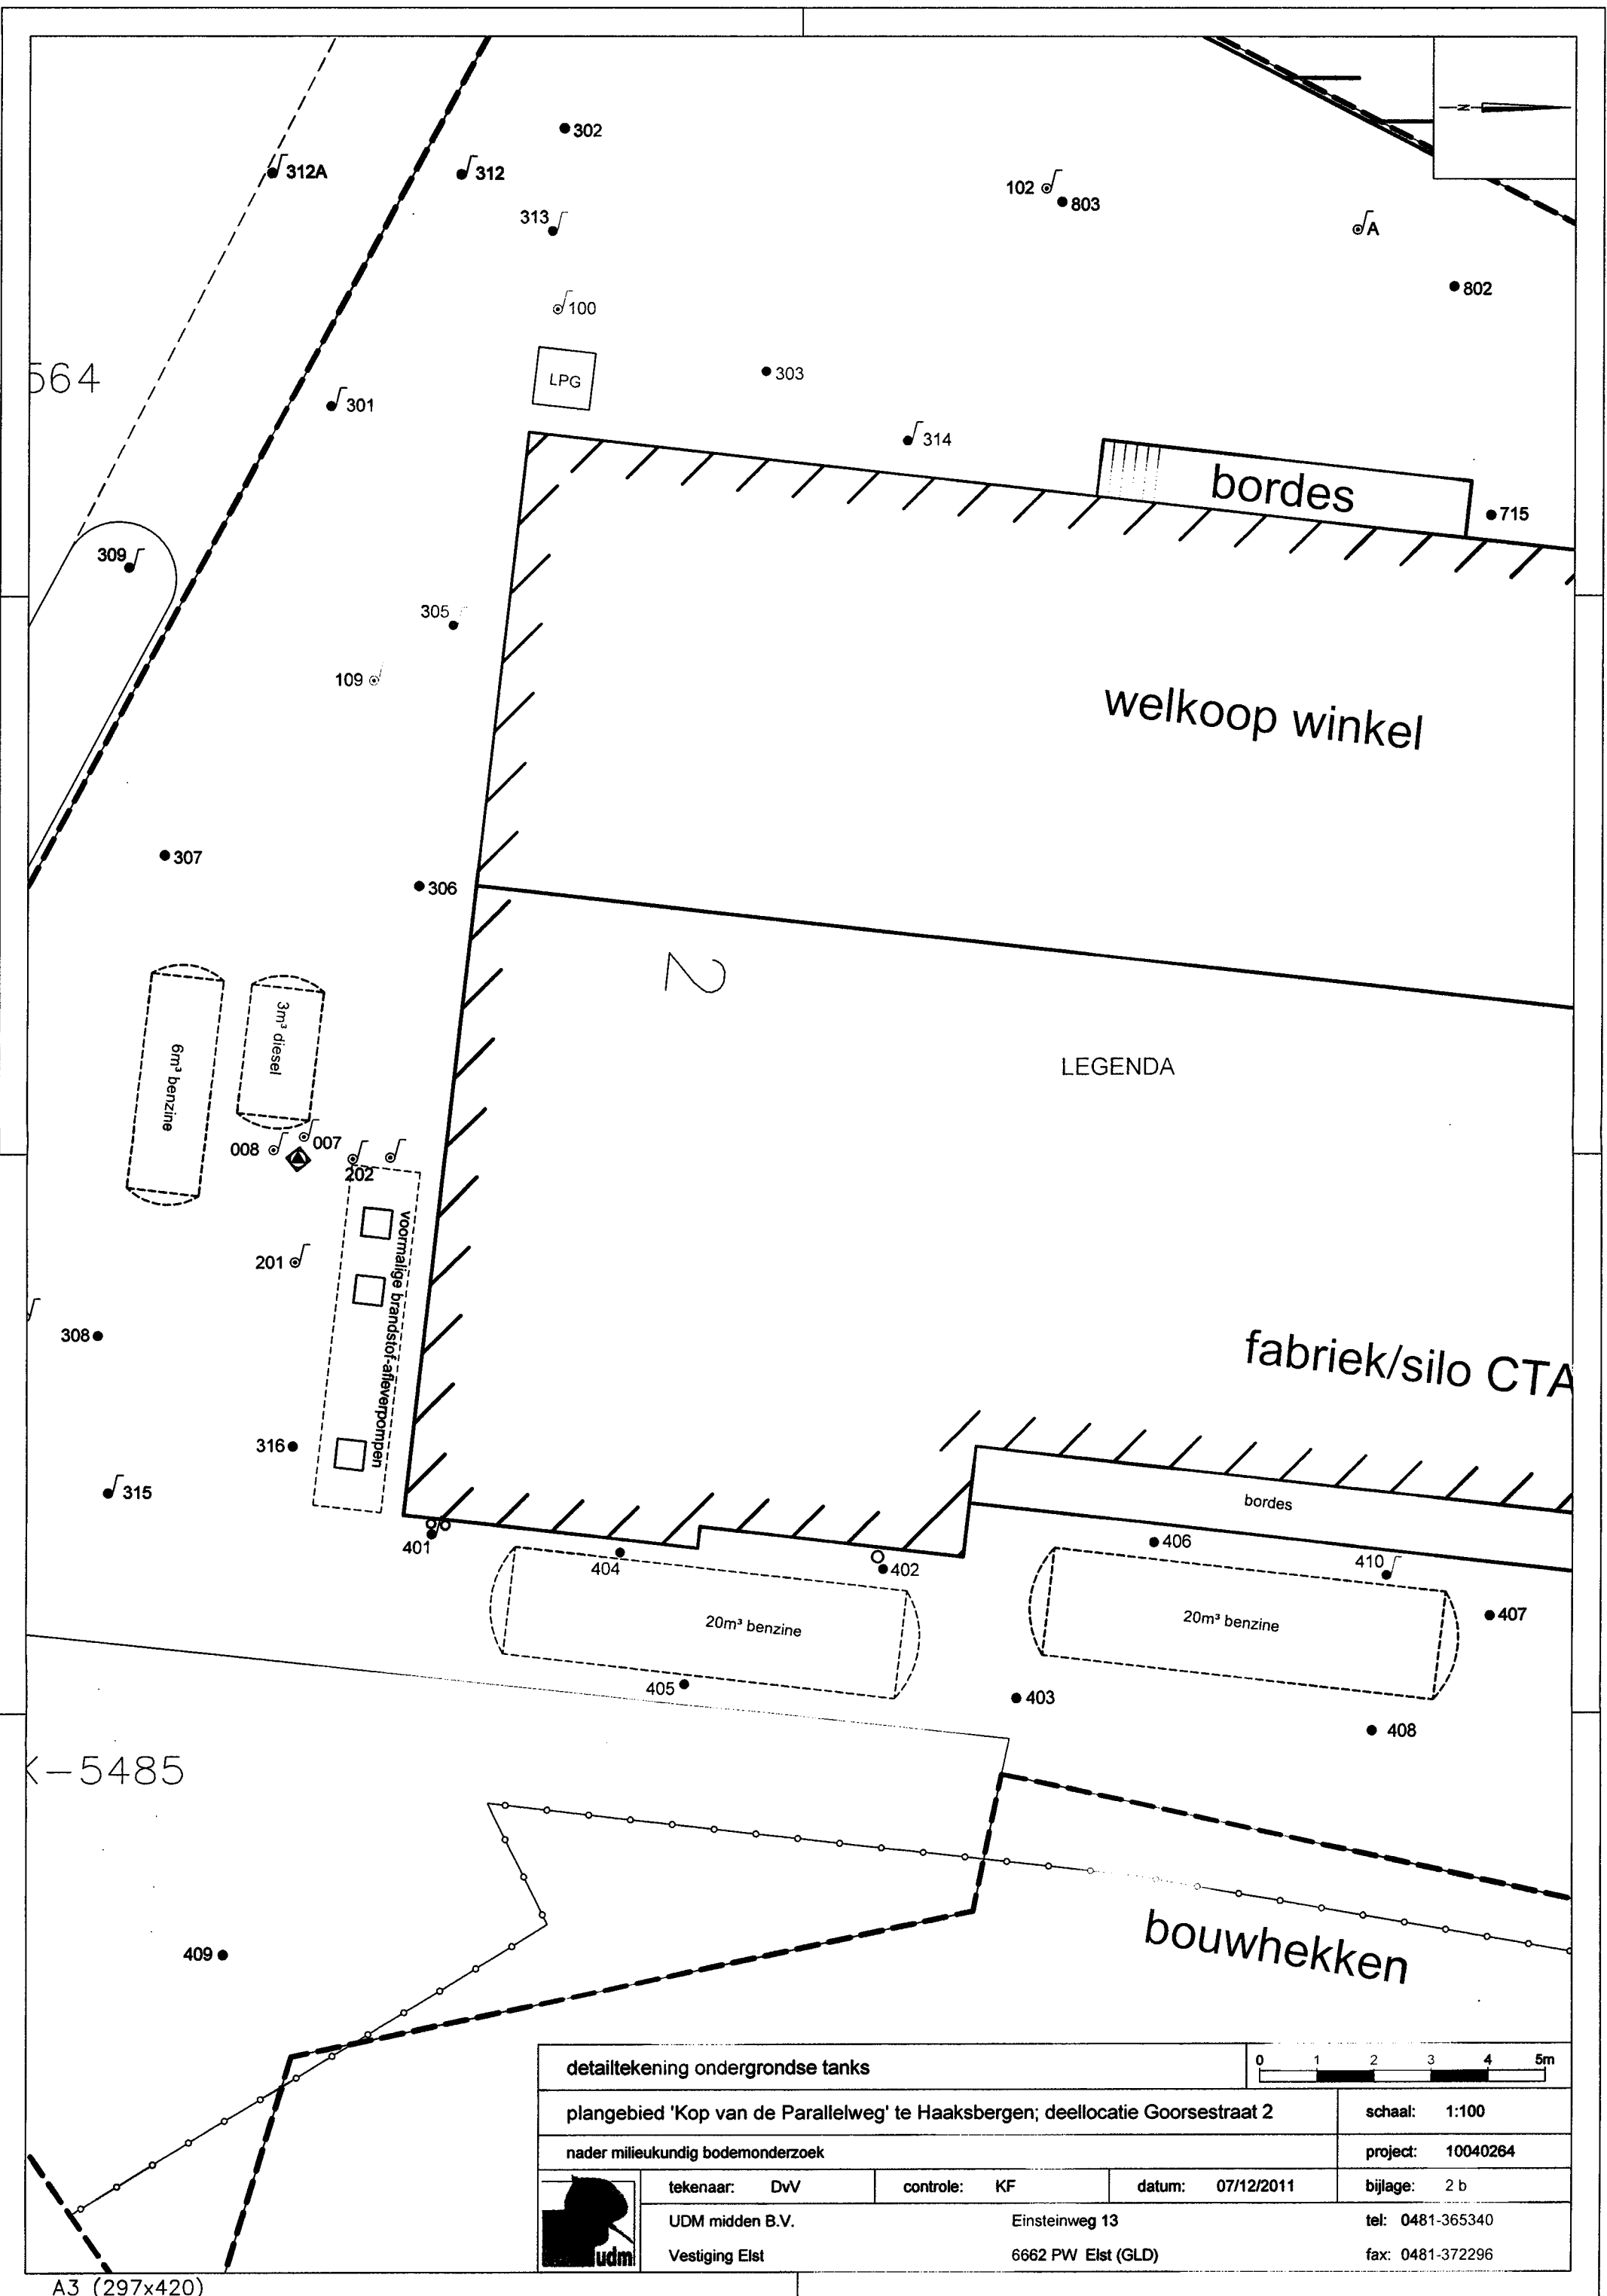 302
312A
312
313
102
803
A
802
100
564
LPG
303
301
314
bordes
715
309
305
109
welkoop winkel
307
306
2
3m³ diesel
6m³ benzine
LEGENDA
008
007
202
voormalige brandstof-afleverpompen
201
308
fabriek/silo CTA
316
315
bordes
401
404
402
406
410
407
20m³ benzine
20m³ benzine
405
403
408
K-5485
409
bouwhekken
detailtekening ondergrondse tanks
0 1 2 3 4 5m
plangebied 'Kop van de Parallelweg' te Haaksbergen; deellocatie Goorsestraat 2
schaal: 1:100
nader milieukundig bodemonderzoek
project: 10040264
tekenaar: DvV
controle: KF
datum: 07/12/2011
bijlage: 2 b
UDM midden B.V.
Einsteinweg 13
tel: 0481-365340
udm
Vestiging Elst
6662 PW Elst (GLD)
fax: 0481-372296
A3 (297x420)